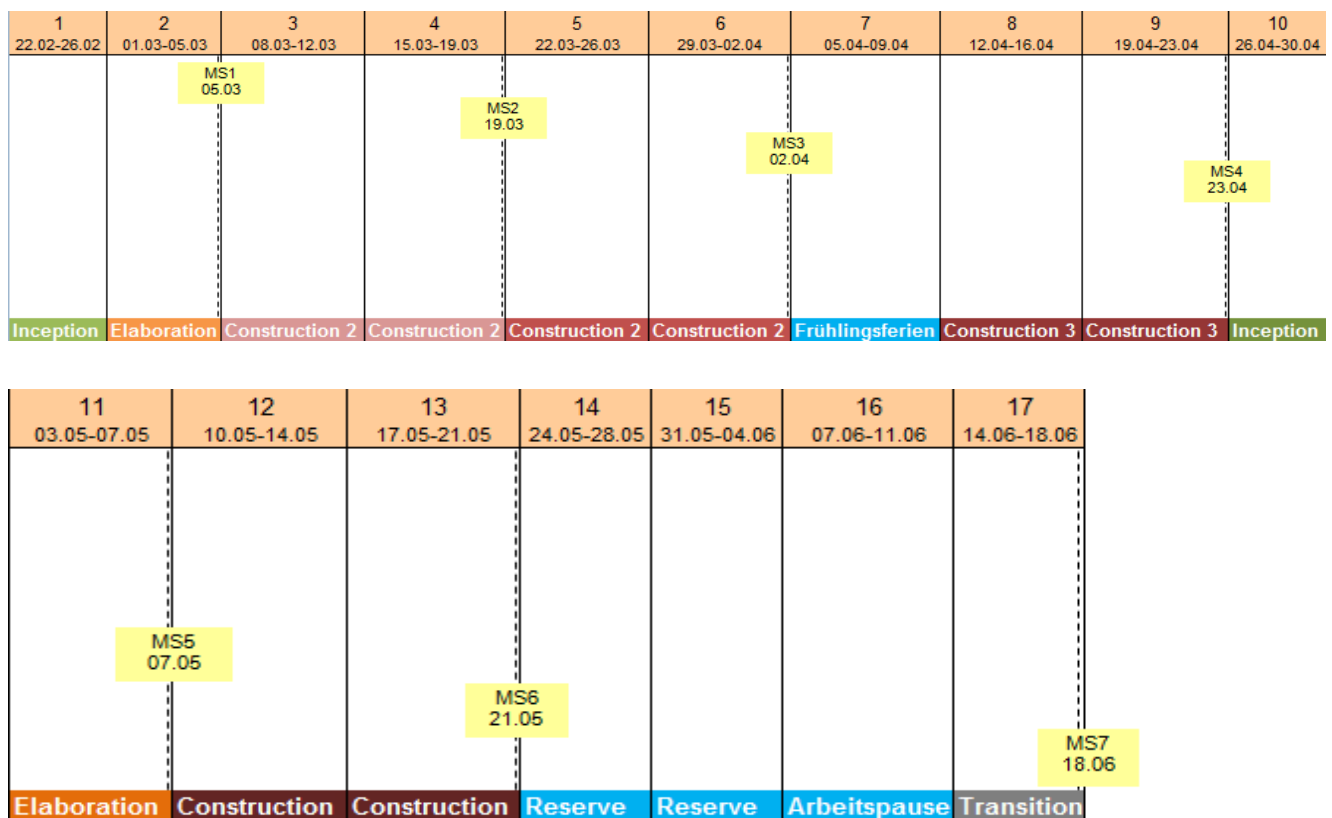 1 2 3 4 5 6 7 8 9 10
22.02-26.02 01.03-05.03 08.03-12.03 15.03-19.03 22.03-26.03 29.03-02.04 05.04-09.04 12.04-16.04 19.04-23.04 26.04-30.04
MS1
05.03
MS2
19.03
MS3
02.04
MS4
23.04
Inception Elaboration Construction 2 Construction 2 Construction 2 Construction 2 Frühlingsferien Construction 3 Construction 3 Inception
11 12 13 14 15 16 17
03.05-07.05 10.05-14.05 17.05-21.05 24.05-28.05 31.05-04.06 07.06-11.06 14.06-18.06
MS5
07.05
MS6
21.05
MS7
18.06
Elaboration Construction Construction Reserve Reserve Arbeitspause Transition